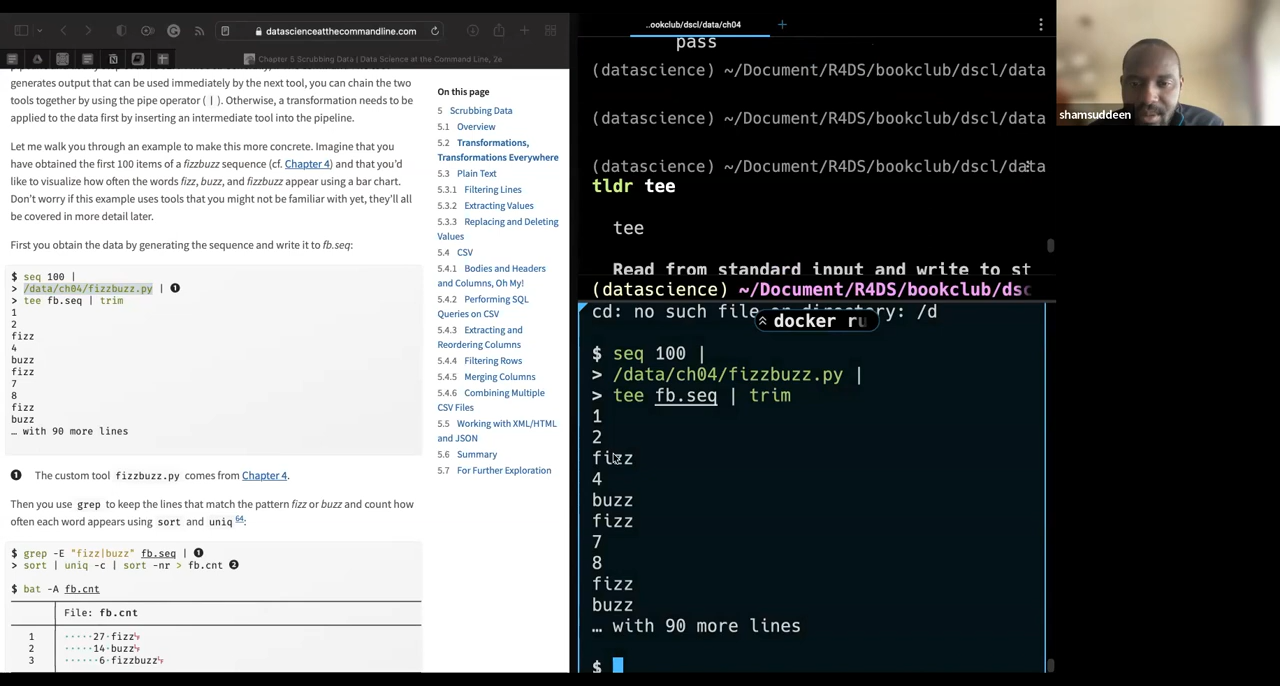 datascienceatthecommandline.com
Chapter 5 Scrubbing Data | Data Science at the Command Line, 2e
generates output that can be used immediately by the next tool, you can chain the two
tools together by using the pipe operator ( | ). Otherwise, a transformation needs to be
applied to the data first by inserting an intermediate tool into the pipeline.
Let me walk you through an example to make this more concrete. Imagine that you
have obtained the first 100 items of a fizzbuzz sequence (cf. Chapter 4) and that you'd
like to visualize how often the words fizz, buzz, and fizzbuzz appear using a bar chart.
Don't worry if this example uses tools that you might not be familiar with yet, they'll all
be covered in more detail later.
First you obtain the data by generating the sequence and write it to fb.seq:
$ seq 100 |
> /data/ch04/fizzbuzz.py | 1
> tee fb.seq | trim
1
2
fizz
4
buzz
fizz
7
8
fizz
buzz
… with 90 more lines
1 The custom tool fizzbuzz.py comes from Chapter 4.
Then you use grep to keep the lines that match the pattern fizz or buzz and count how
often each word appears using sort and uniq 64:
$ grep -E "fizz|buzz" fb.seq | 1
> sort | uniq -c | sort -nr > fb.cnt 2
$ bat -A fb.cnt
File: fb.cnt
1 ·····27·fizz␊
2 ·····14·buzz␊
3 ······6·fizzbuzz␊
On this page
5 Scrubbing Data
5.1 Overview
5.2 Transformations,
Transformations Everywhere
5.3 Plain Text
5.3.1 Filtering Lines
5.3.2 Extracting Values
5.3.3 Replacing and Deleting
Values
5.4 CSV
5.4.1 Bodies and Headers
and Columns, Oh My!
5.4.2 Performing SQL
Queries on CSV
5.4.3 Extracting and
Reordering Columns
5.4.4 Filtering Rows
5.4.5 Merging Columns
5.4.6 Combining Multiple
CSV Files
5.5 Working with XML/HTML
and JSON
5.6 Summary
5.7 For Further Exploration
..ookclub/dscl/data/ch04
pass
(datascience) ~/Document/R4DS/bookclub/dscl/data
(datascience) ~/Document/R4DS/bookclub/dscl/data
(datascience) ~/Document/R4DS/bookclub/dscl/data
tldr tee
tee
Read from standard input and write to st
(datascience) ~/Document/R4DS/bookclub/dsc
cd: no such file or directory: /d
docker ru
$ seq 100 |
> /data/ch04/fizzbuzz.py |
> tee fb.seq | trim
1
2
fizz
4
buzz
fizz
7
8
fizz
buzz
… with 90 more lines
$
shamsuddeen